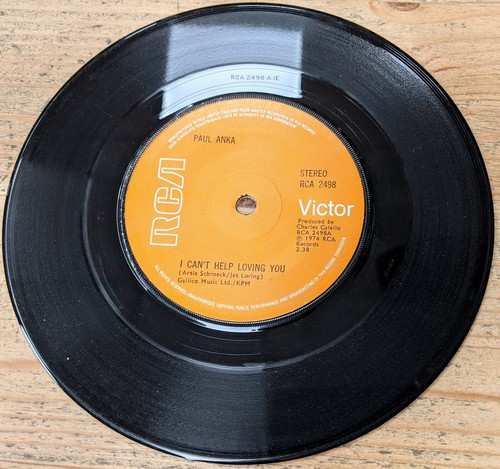 RCA-2498-A-1E
PAUL ANKA
RCA
STEREO
RCA 2498
Victor
Produced by
Charles Calello
RCA 2498A
Ⓟ 1974 RCA
Records
2.38
I CAN'T HELP LOVING YOU
(Artie Schroeck/Jet Loring)
Gallico Music Ltd./KPM